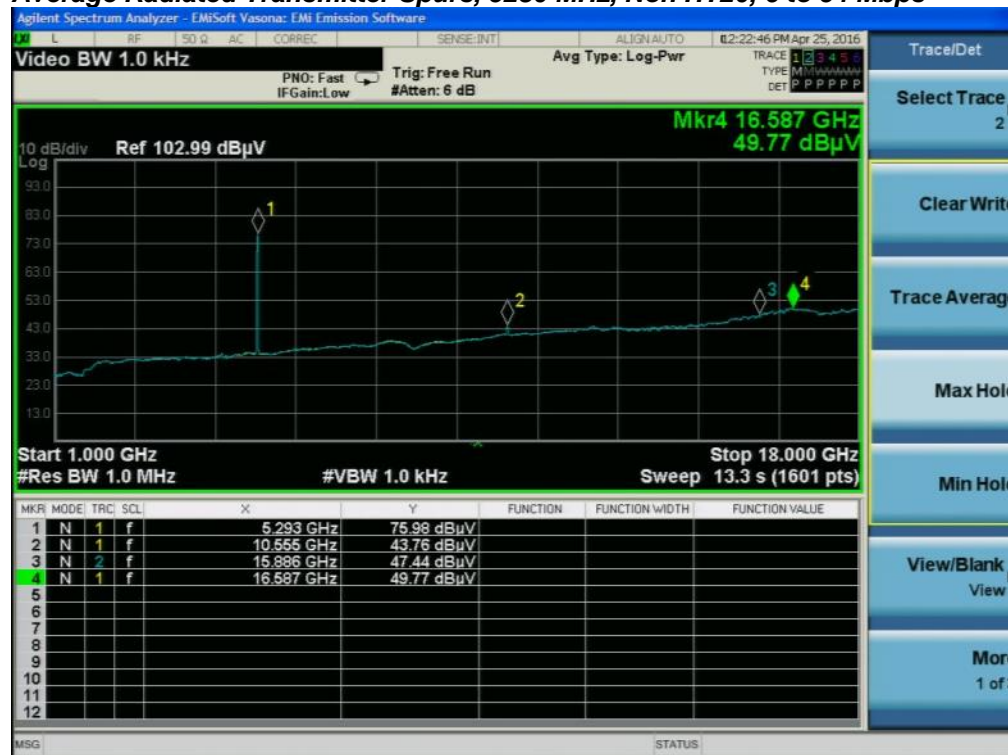 Average Radiated Transmitter Spurs, 5280 MHz, Non HT20, 6 to 54 Mbps
Agilent Spectrum Analyzer - EMiSoft Vasona: EMi Emission Software
L RF 50 Ω AC CORREC SENSE:INT ALIGN AUTO 02:22:46 PM Apr 25, 2016
Video BW 1.0 kHz
PNO: Fast
IFGain:Low
Trig: Free Run
#Atten: 6 dB
Avg Type: Log-Pwr
TRACE 1 2 3 4 5 6
TYPE
DET P P P P P P
Mkr4 16.587 GHz
49.77 dBµV
10 dB/div Ref 102.99 dBµV
Log
93.0
83.0
73.0
63.0
53.0
43.0
33.0
23.0
13.0
1
2
3
4
Start 1.000 GHz Stop 18.000 GHz
#Res BW 1.0 MHz #VBW 1.0 kHz Sweep 13.3 s (1601 pts)
MKR MODE TRC SCL X Y FUNCTION FUNCTION WIDTH FUNCTION VALUE
1 N 1 f 5.293 GHz 75.98 dBµV
2 N 1 f 10.555 GHz 43.76 dBµV
3 N 2 f 15.886 GHz 47.44 dBµV
4 N 1 f 16.587 GHz 49.77 dBµV
5
6
7
8
9
10
11
12
MSG STATUS
Trace/Det
Select Trace
2
Clear Write
Trace Average
Max Hold
Min Hold
View/Blank
View
More
1 of